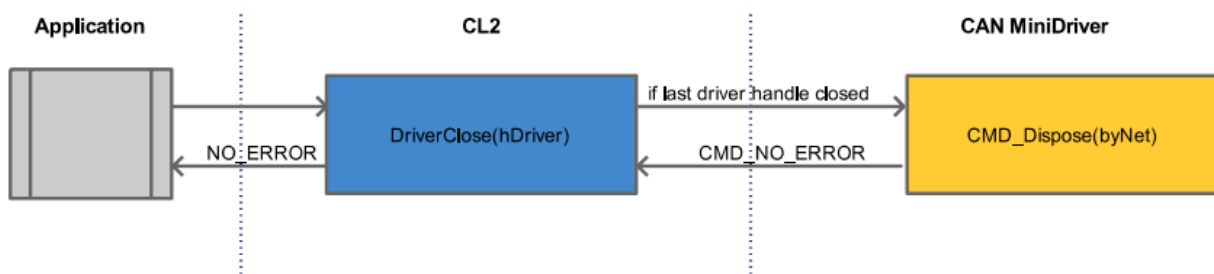 Application
CL2
CAN MiniDriver
if last driver handle closed
DriverClose(hDriver)
CMD_Dispose(byNet)
NO_ERROR
CMD_NO_ERROR